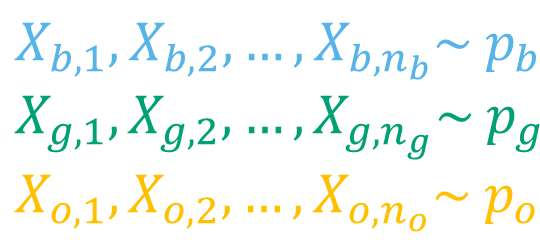 X_{b,1}, X_{b,2}, …, X_{b,n_b} ~ p_b
X_{g,1}, X_{g,2}, …, X_{g,n_g} ~ p_g
X_{o,1}, X_{o,2}, …, X_{o,n_o} ~ p_o